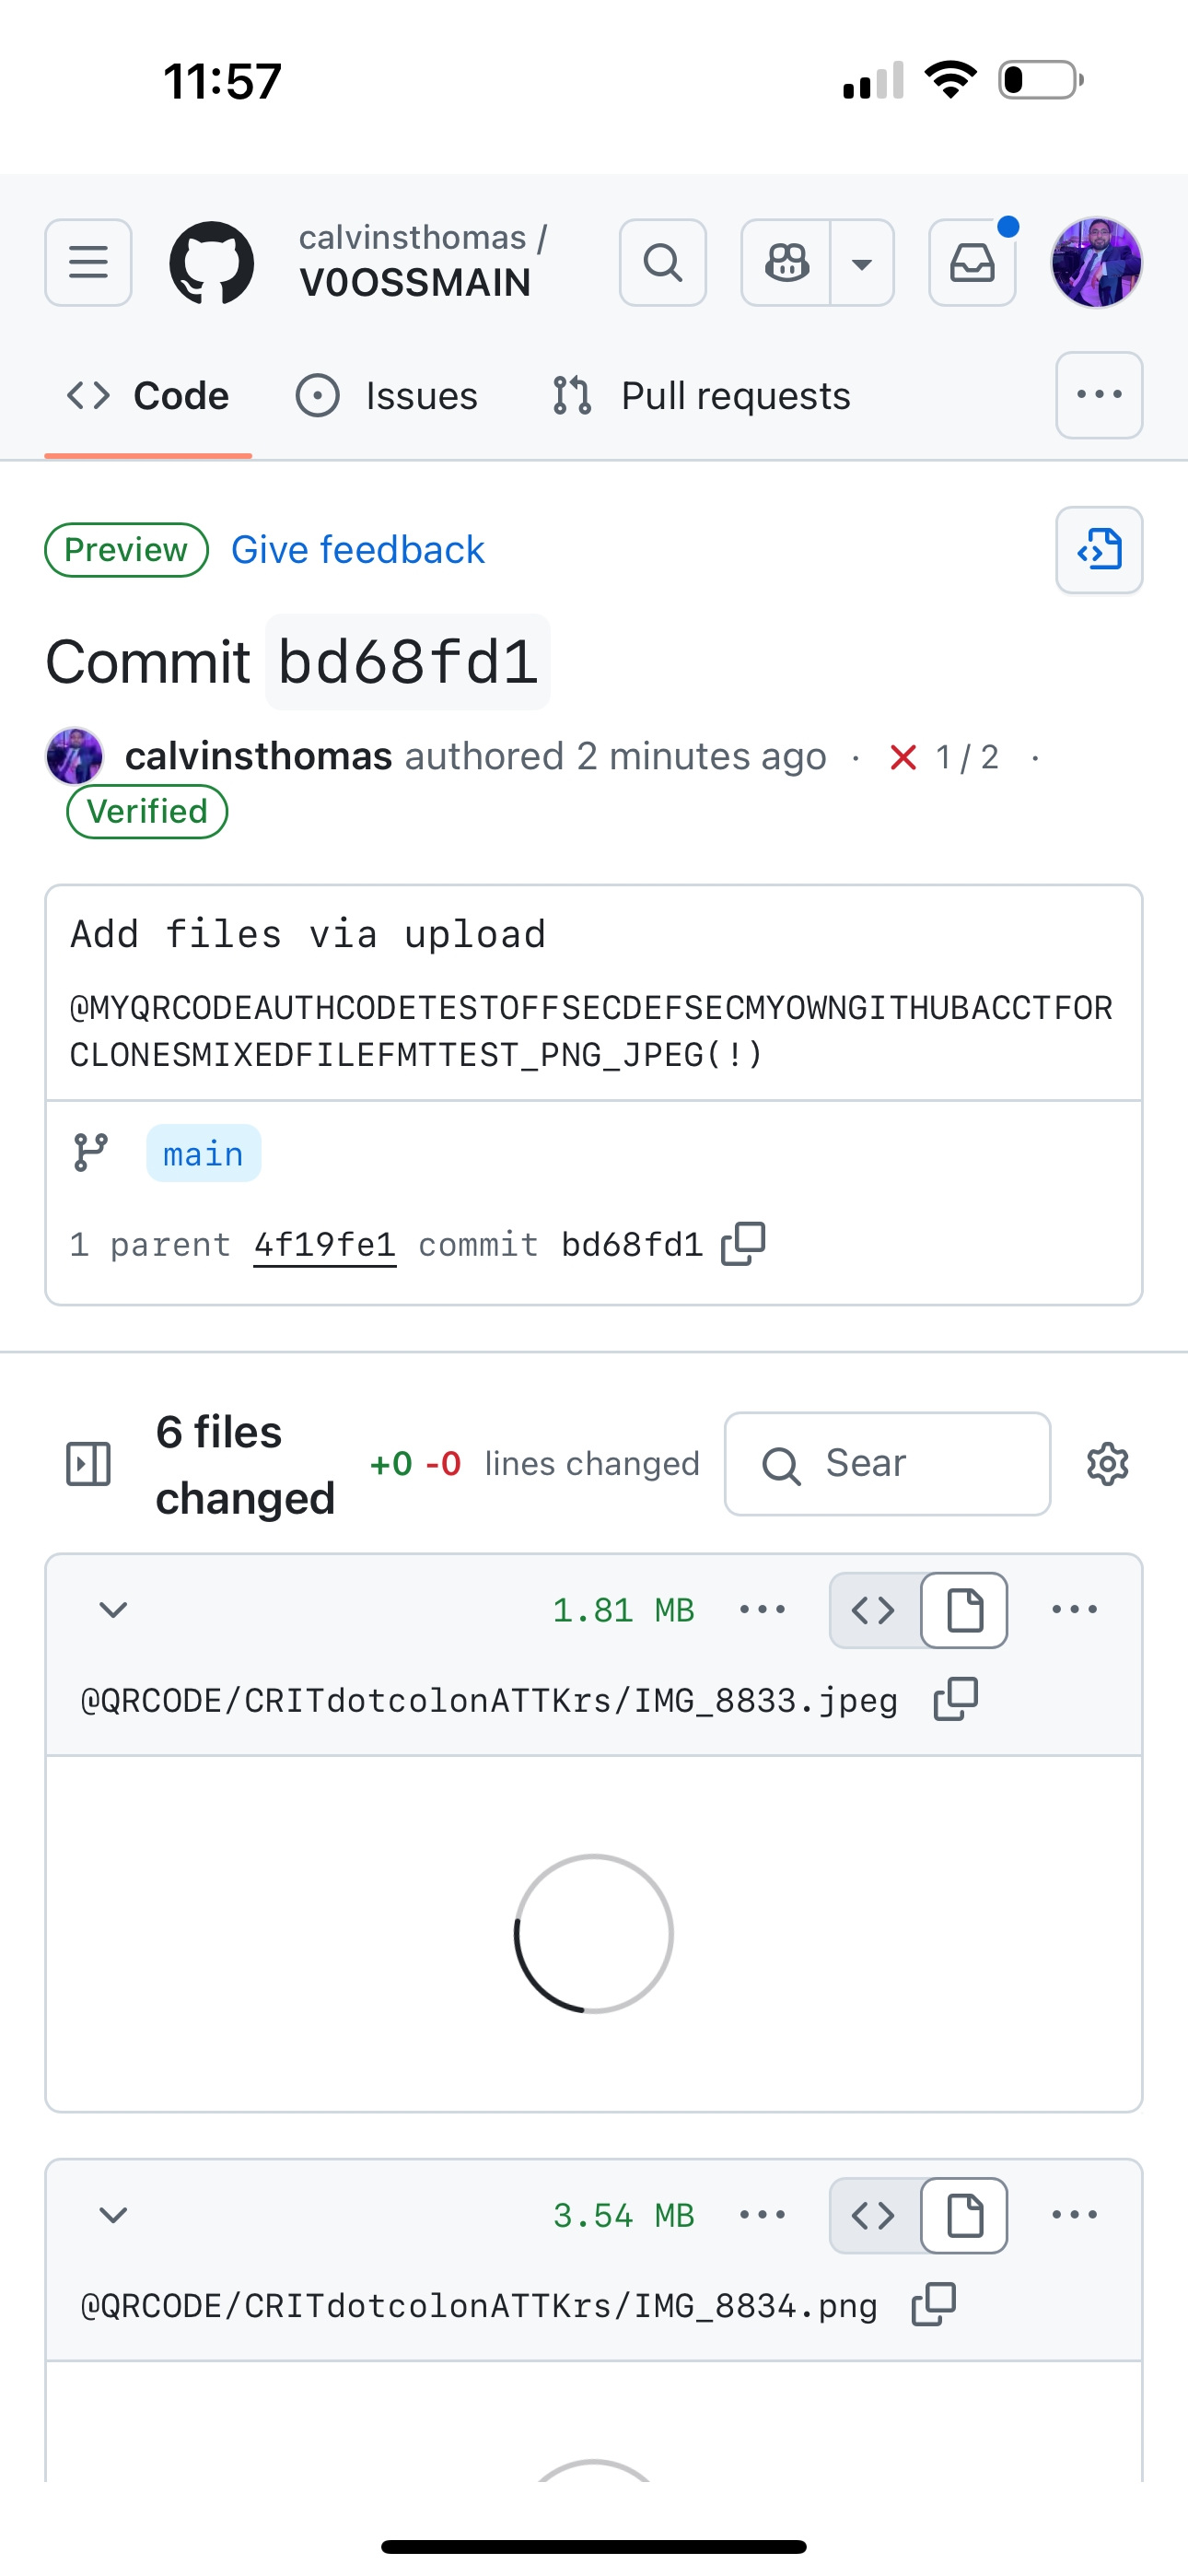 11:57
calvinsthomas /
V0OSSMAIN
Code
Issues
Pull requests
Preview
Give feedback
Commit bd68fd1
calvinsthomas authored 2 minutes ago · 1 / 2 ·
Verified
Add files via upload
@MYQRCODEAUTHCODETESTOFFSECDEFSECMYOWNGITHUBACCTFOR
CLONESMIXEDFILEFMTTEST_PNG_JPEG(!)
main
1 parent 4f19fe1 commit bd68fd1
6 files
changed
+0 -0 lines changed
Sear
1.81 MB
@QRCODE/CRITdotcolonATTKrs/IMG_8833.jpeg
3.54 MB
@QRCODE/CRITdotcolonATTKrs/IMG_8834.png